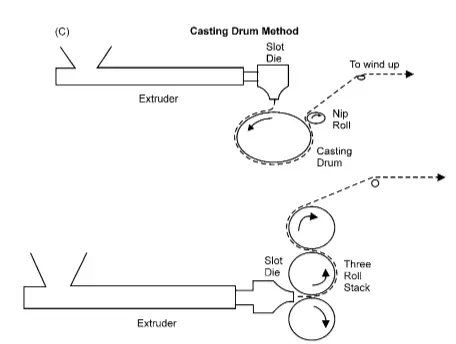 (C)
Casting Drum Method
Slot
Die
To wind up
Extruder
Nip
Roll
Casting
Drum
Slot
Die
Three
Roll
Stack
Extruder